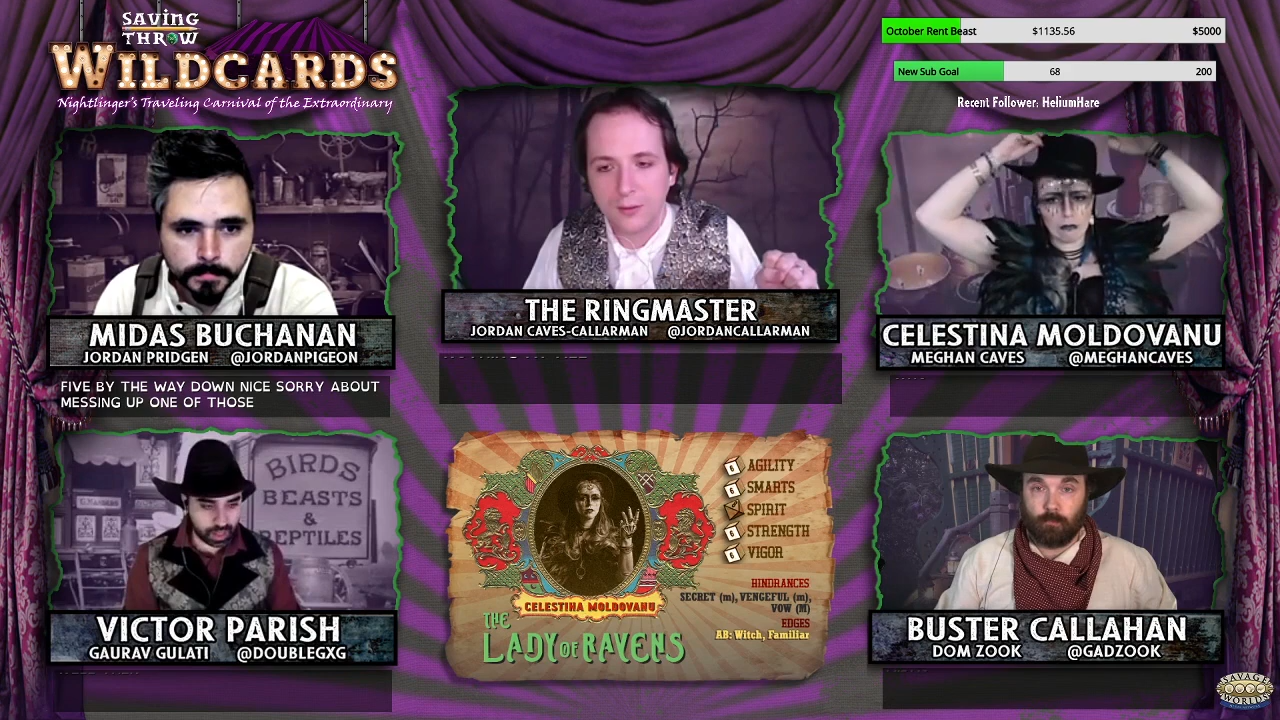 SAVING
THROW
WILDCARDS
Nightlinger's Traveling Carnival of the Extraordinary
October Rent Beast $1135.56 $5000
New Sub Goal 68 200
Recent Follower: HeliumHare
MIDAS BUCHANAN
JORDAN PRIDGEN @JORDANPIGEON
FIVE BY THE WAY DOWN NICE SORRY ABOUT
MESSING UP ONE OF THOSE
THE RINGMASTER
JORDAN CAVES-CALLARMAN @JORDANCALLARMAN
CELESTINA MOLDOVANU
MEGHAN CAVES @MEGHANCAVES
BIRDS
BEASTS
&
REPTILES
VICTOR PARISH
GAURAV GULATI @DOUBLEGXG
AGILITY
SMARTS
SPIRIT
STRENGTH
VIGOR
HINDRANCES
SECRET (m), VENGEFUL (m),
VOW (M)
EDGES
AB: Witch, Familiar
CELESTINA MOLDOVANU
THE
LADY OF RAVENS
BUSTER CALLAHAN
DOM ZOOK @GADZOOK
SAVAGE
WORLDS